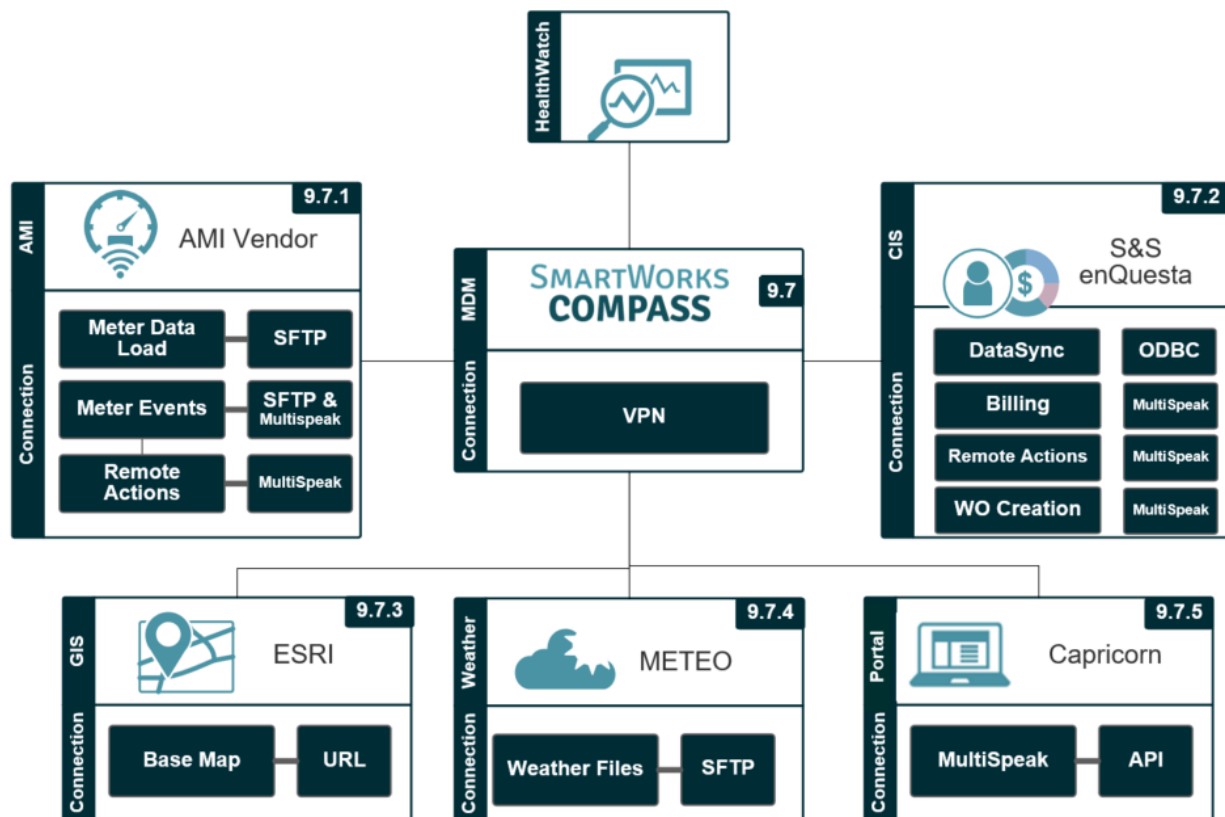 HealthWatch
AMI
9.7.1
AMI Vendor
Connection
Meter Data
Load
SFTP
Meter Events
SFTP &
Multispeak
Remote
Actions
MultiSpeak
MDM
SMARTWORKS
COMPASS
9.7
Connection
VPN
CIS
9.7.2
S&S
enQuesta
$
Connection
DataSync
ODBC
Billing
MultiSpeak
Remote Actions
MultiSpeak
WO Creation
MultiSpeak
GIS
9.7.3
ESRI
Connection
Base Map
URL
Weather
9.7.4
METEO
Connection
Weather Files
SFTP
Portal
9.7.5
Capricorn
Connection
MultiSpeak
API